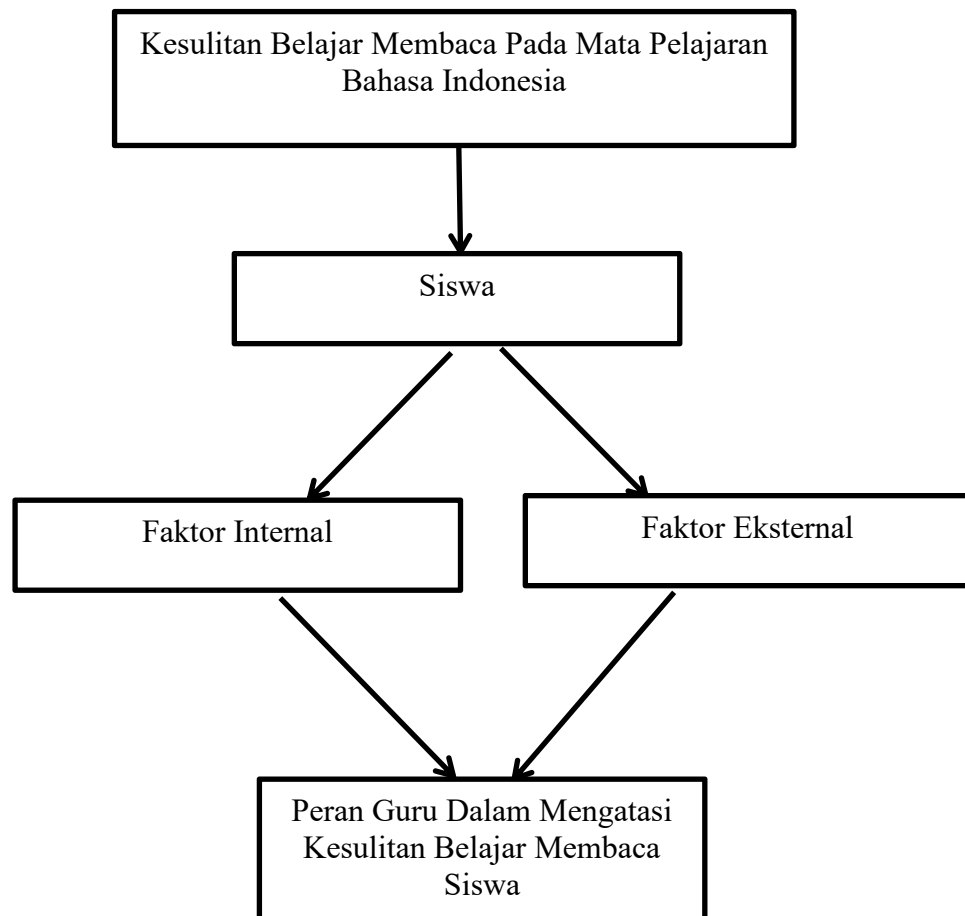 Kesulitan Belajar Membaca Pada Mata Pelajaran
Bahasa Indonesia
Siswa
Faktor Internal
Faktor Eksternal
Peran Guru Dalam Mengatasi
Kesulitan Belajar Membaca
Siswa